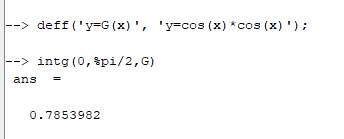 --> deff('y=G(x)', 'y=cos(x)*cos(x)');
--> intg(0,%pi/2,G)
ans  =
0.7853982